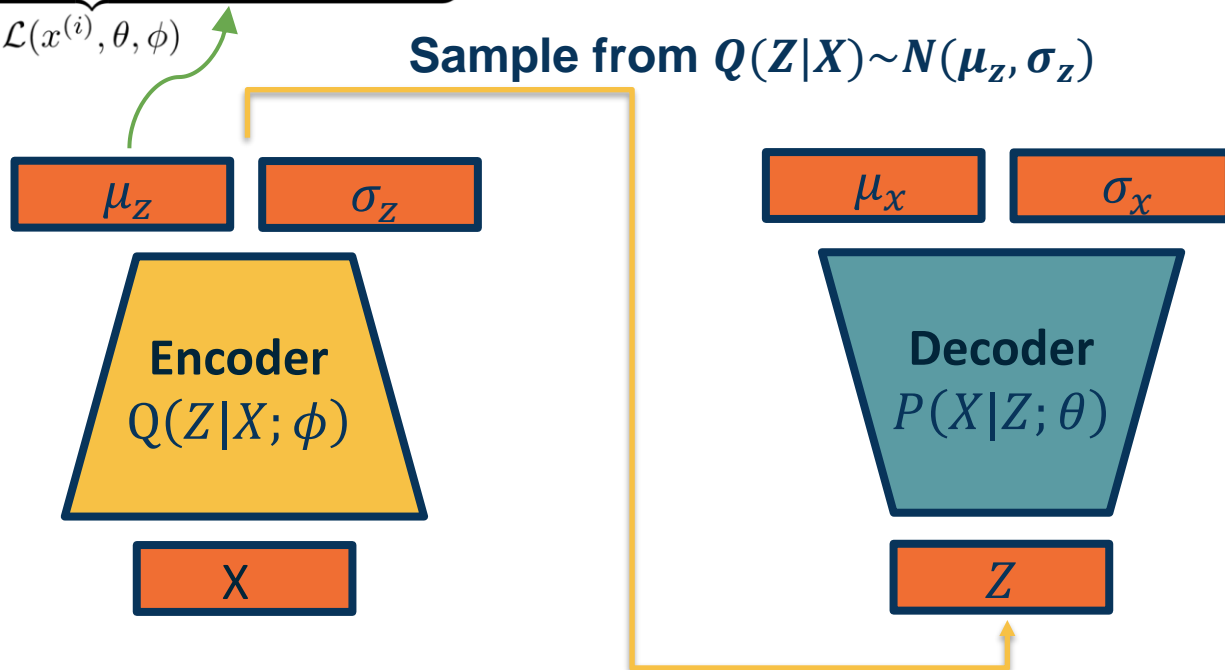 ℒ(x⁽ⁱ⁾, θ, ϕ)
Sample from Q(Z|X)~N(μ_z, σ_z)
μ_z
σ_z
μ_x
σ_x
Encoder
Q(Z|X; ϕ)
Decoder
P(X|Z; θ)
X
Z